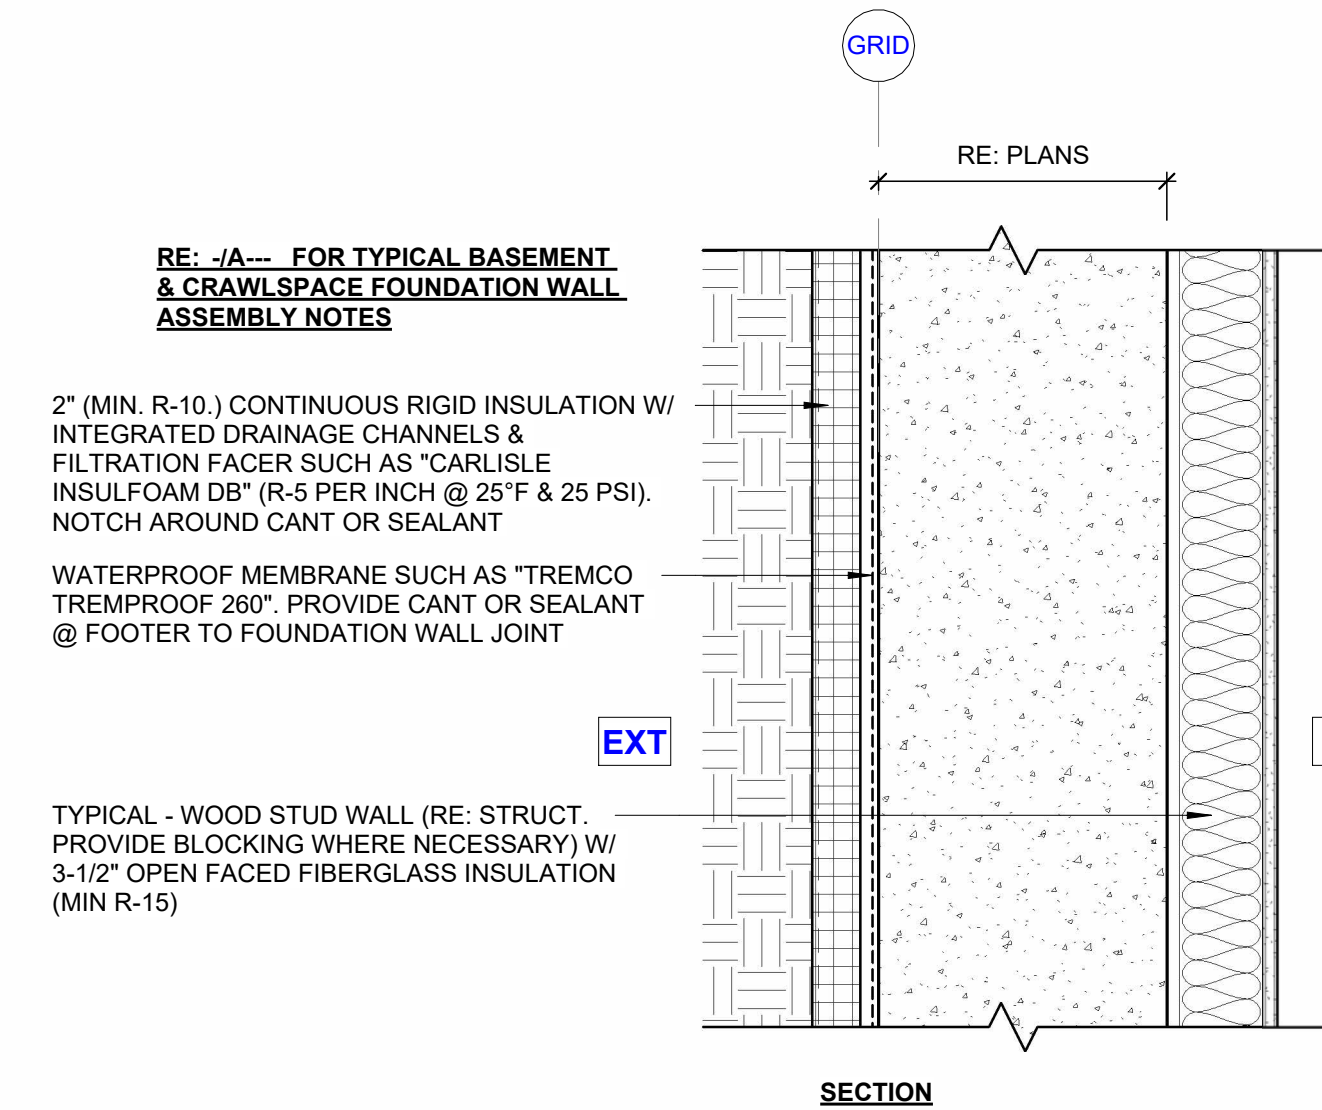 GRID
RE: PLANS
RE: -/A--- FOR TYPICAL BASEMENT
& CRAWLSPACE FOUNDATION WALL
ASSEMBLY NOTES
2" (MIN. R-10.) CONTINUOUS RIGID INSULATION W/
INTEGRATED DRAINAGE CHANNELS &
FILTRATION FACER SUCH AS "CARLISLE
INSULFOAM DB" (R-5 PER INCH @ 25°F & 25 PSI).
NOTCH AROUND CANT OR SEALANT
WATERPROOF MEMBRANE SUCH AS "TREMCO
TREMPROOF 260". PROVIDE CANT OR SEALANT
@ FOOTER TO FOUNDATION WALL JOINT
EXT
TYPICAL - WOOD STUD WALL (RE: STRUCT.
PROVIDE BLOCKING WHERE NECESSARY) W/
3-1/2" OPEN FACED FIBERGLASS INSULATION
(MIN R-15)
SECTION